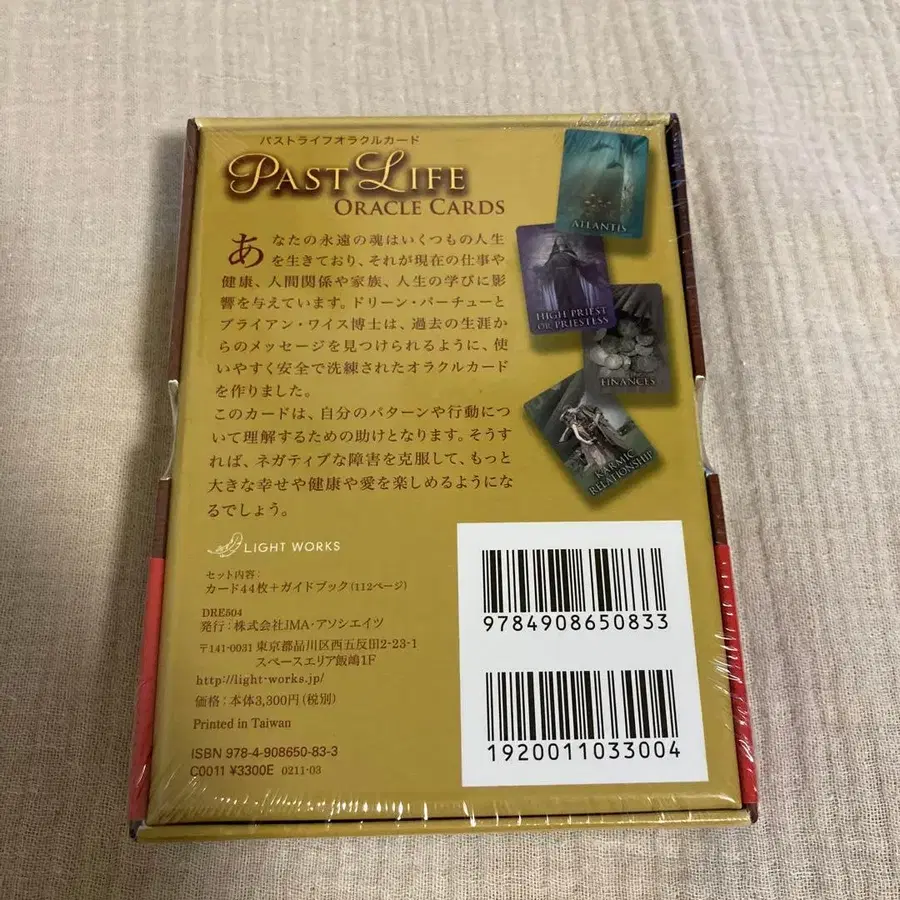 パストライフオラクルカード
PAST LIFE
ORACLE CARDS
あなたの永遠の魂はいくつもの人生
を生きており、それが現在の仕事や
健康、人間関係や家族、人生の学びに影
響を与えています。ドリーン・バーチューと
ブライアン・ワイス博士は、過去の生涯か
らのメッセージを見つけられるように、使
いやすく安全で洗練されたオラクルカード
を作りました。
このカードは、自分のパターンや行動につ
いて理解するための助けとなります。そうす
れば、ネガティブな障害を克服して、もっと
大きな幸せや健康や愛を楽しめるようにな
るでしょう。
ATLANTIS
HIGH PRIEST
OR PRIESTESS
FINANCES
KARMIC
RELATIONSHIP
LIGHT WORKS
セット内容:
カード44枚+ガイドブック(112ページ)
DRE504
発行:株式会社JMA・アソシエイツ
〒141-0031 東京都品川区西五反田2-23-1
スペースエリア飯嶋1F
http://light-works.jp/
価格:本体3,300円(税別)
Printed in Taiwan
ISBN 978-4-908650-83-3
C0011 ¥3300E 0211-03
9784908650833
1920011033004